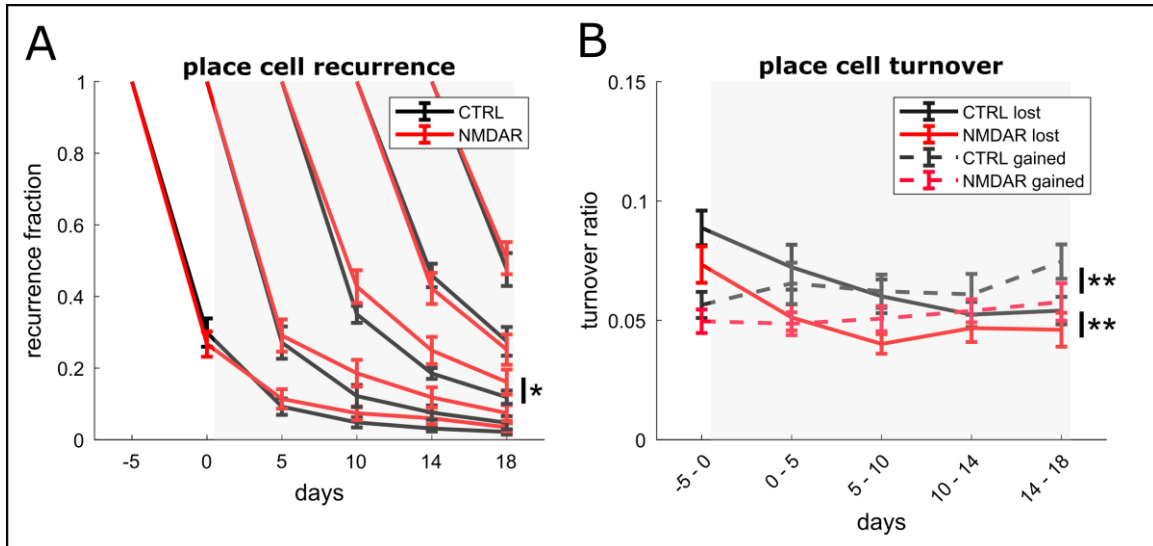 A
place cell recurrence
1
0.8
0.6
0.4
0.2
0
recurrence fraction
CTRL
NMDAR
*
-5
0
5
10
14
18
days
B
place cell turnover
0.15
0.1
0.05
0
turnover ratio
CTRL lost
NMDAR lost
CTRL gained
NMDAR gained
**
**
-5 - 0
0 - 5
5 - 10
10 - 14
14 - 18
days